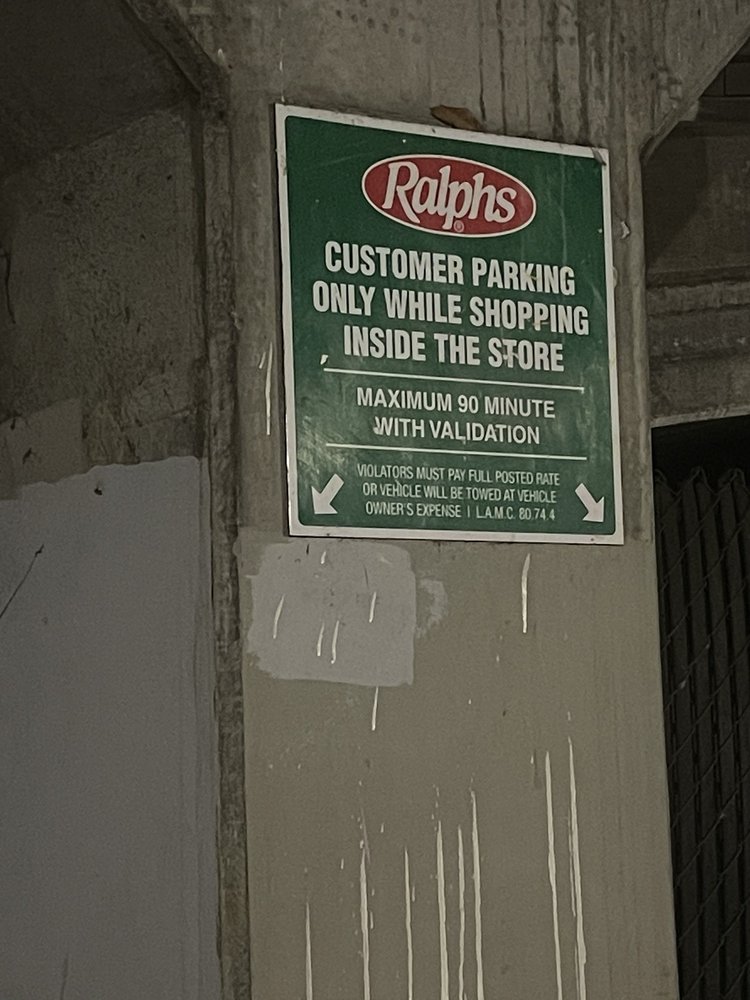 Ralphs®
CUSTOMER PARKING
ONLY WHILE SHOPPING
INSIDE THE STORE
MAXIMUM 90 MINUTE
WITH VALIDATION
VIOLATORS MUST PAY FULL POSTED RATE
OR VEHICLE WILL BE TOWED AT VEHICLE
OWNER'S EXPENSE | L.A.M.C. 80.74.4